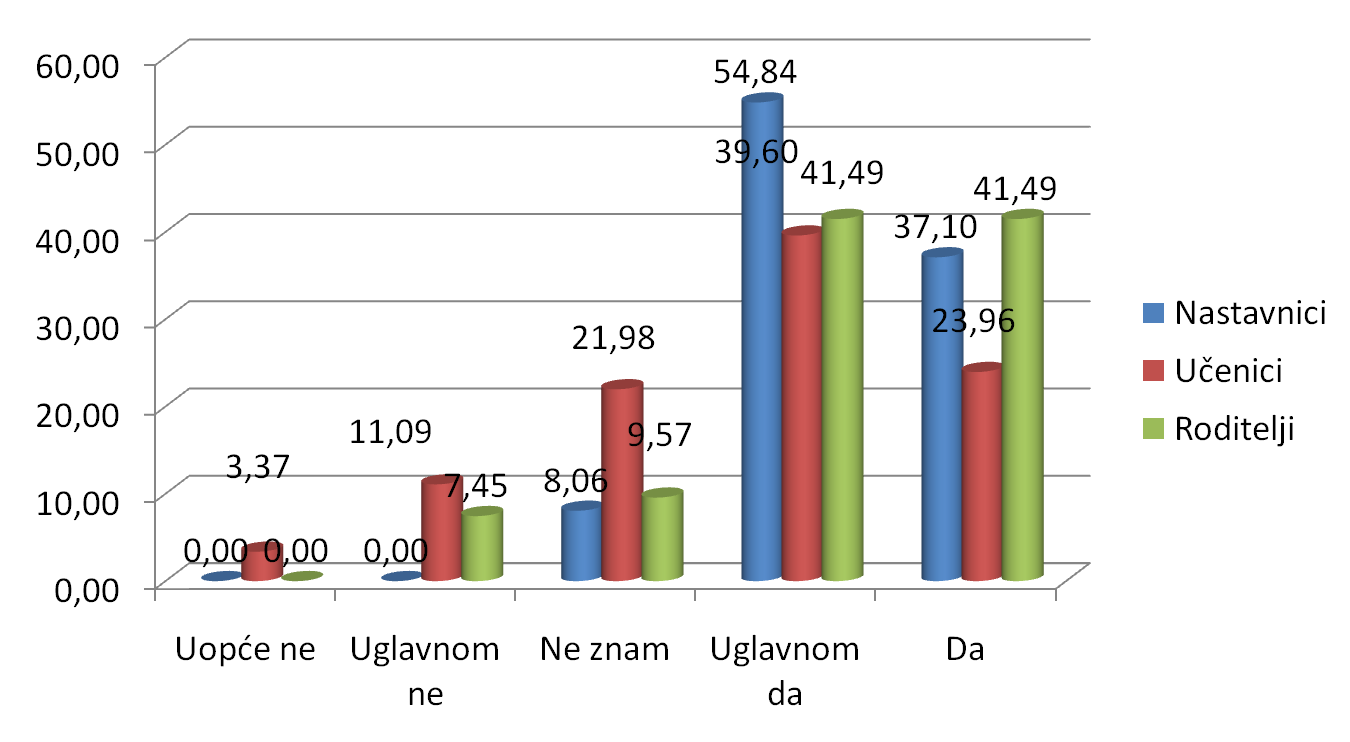 60,00
50,00
40,00
30,00
20,00
10,00
0,00
0,00
3,37
0,00
0,00
11,09
7,45
8,06
21,98
9,57
54,84
39,60
41,49
37,10
23,96
41,49
Uopće ne
Uglavnom
ne
Ne znam
Uglavnom
da
Da
Nastavnici
Učenici
Roditelji